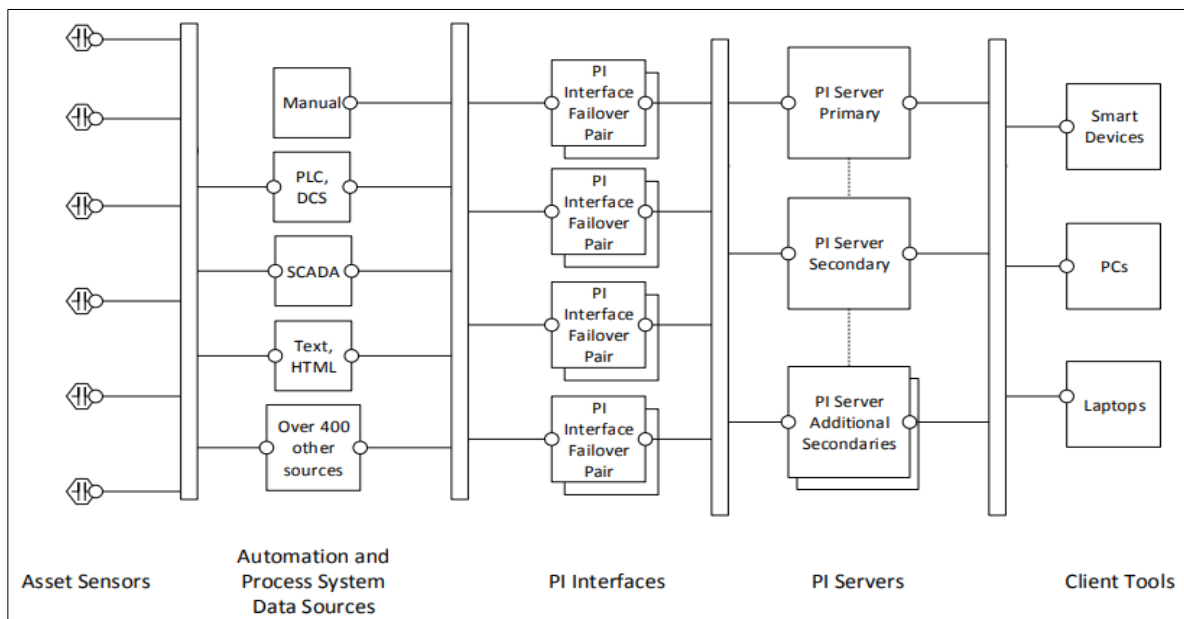 Manual
PLC,
DCS
SCADA
Text,
HTML
Over 400
other
sources
PI
Interface
Failover
Pair
PI
Interface
Failover
Pair
PI
Interface
Failover
Pair
PI
Interface
Failover
Pair
PI Server
Primary
PI Server
Secondary
PI Server
Additional
Secondaries
Smart
Devices
PCs
Laptops
Asset Sensors
Automation and
Process System
Data Sources
PI Interfaces
PI Servers
Client Tools